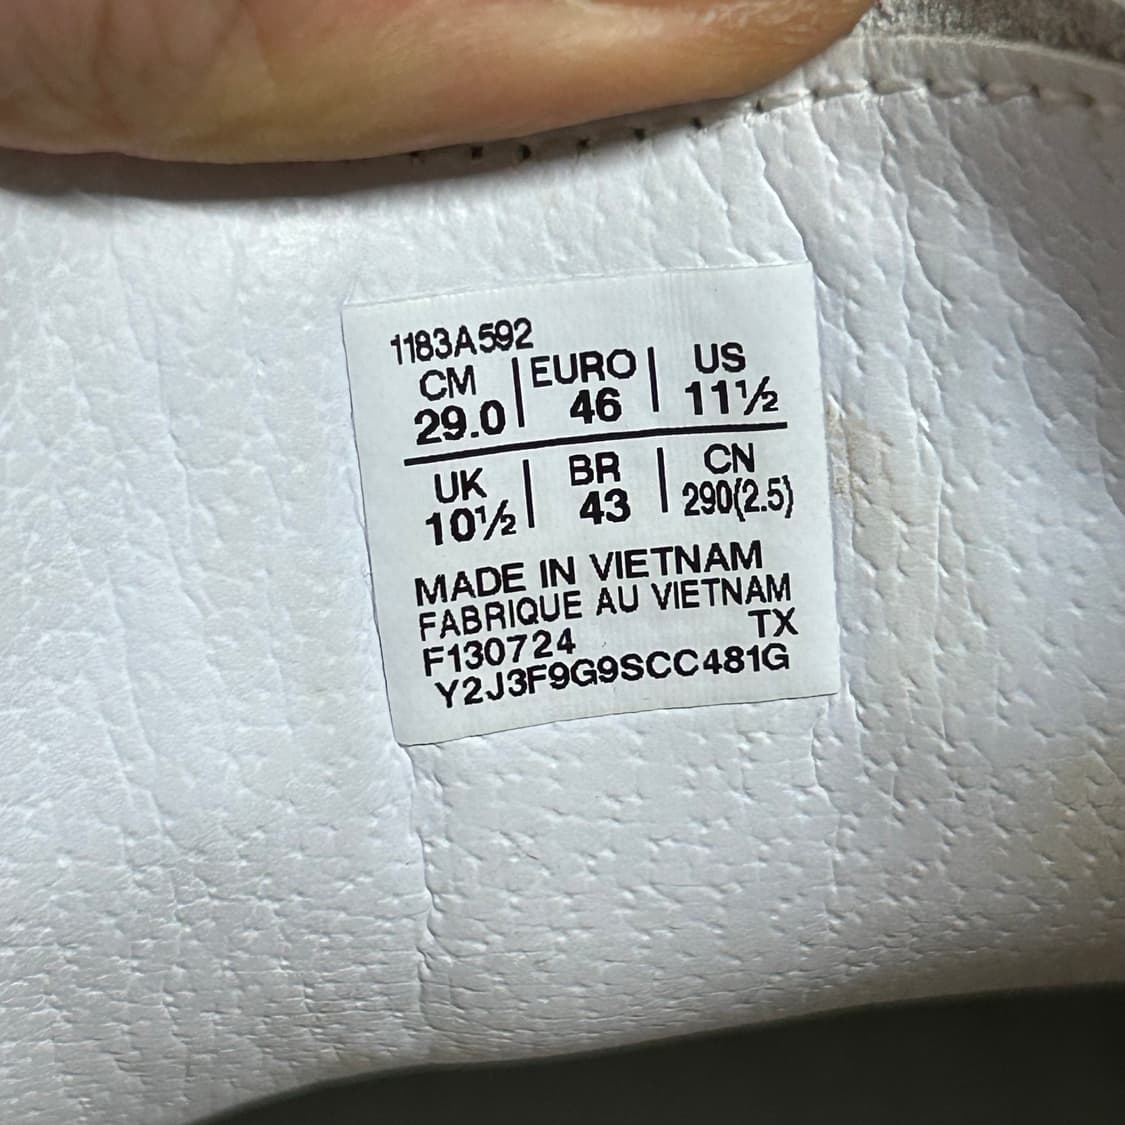 1183A592
CM | EURO | US
29.0 | 46 | 11½
UK | BR | CN
10½ | 43 | 290(2.5)
MADE IN VIETNAM
FABRIQUE AU VIETNAM
F130724 TX
Y2J3F9G9SCC481G